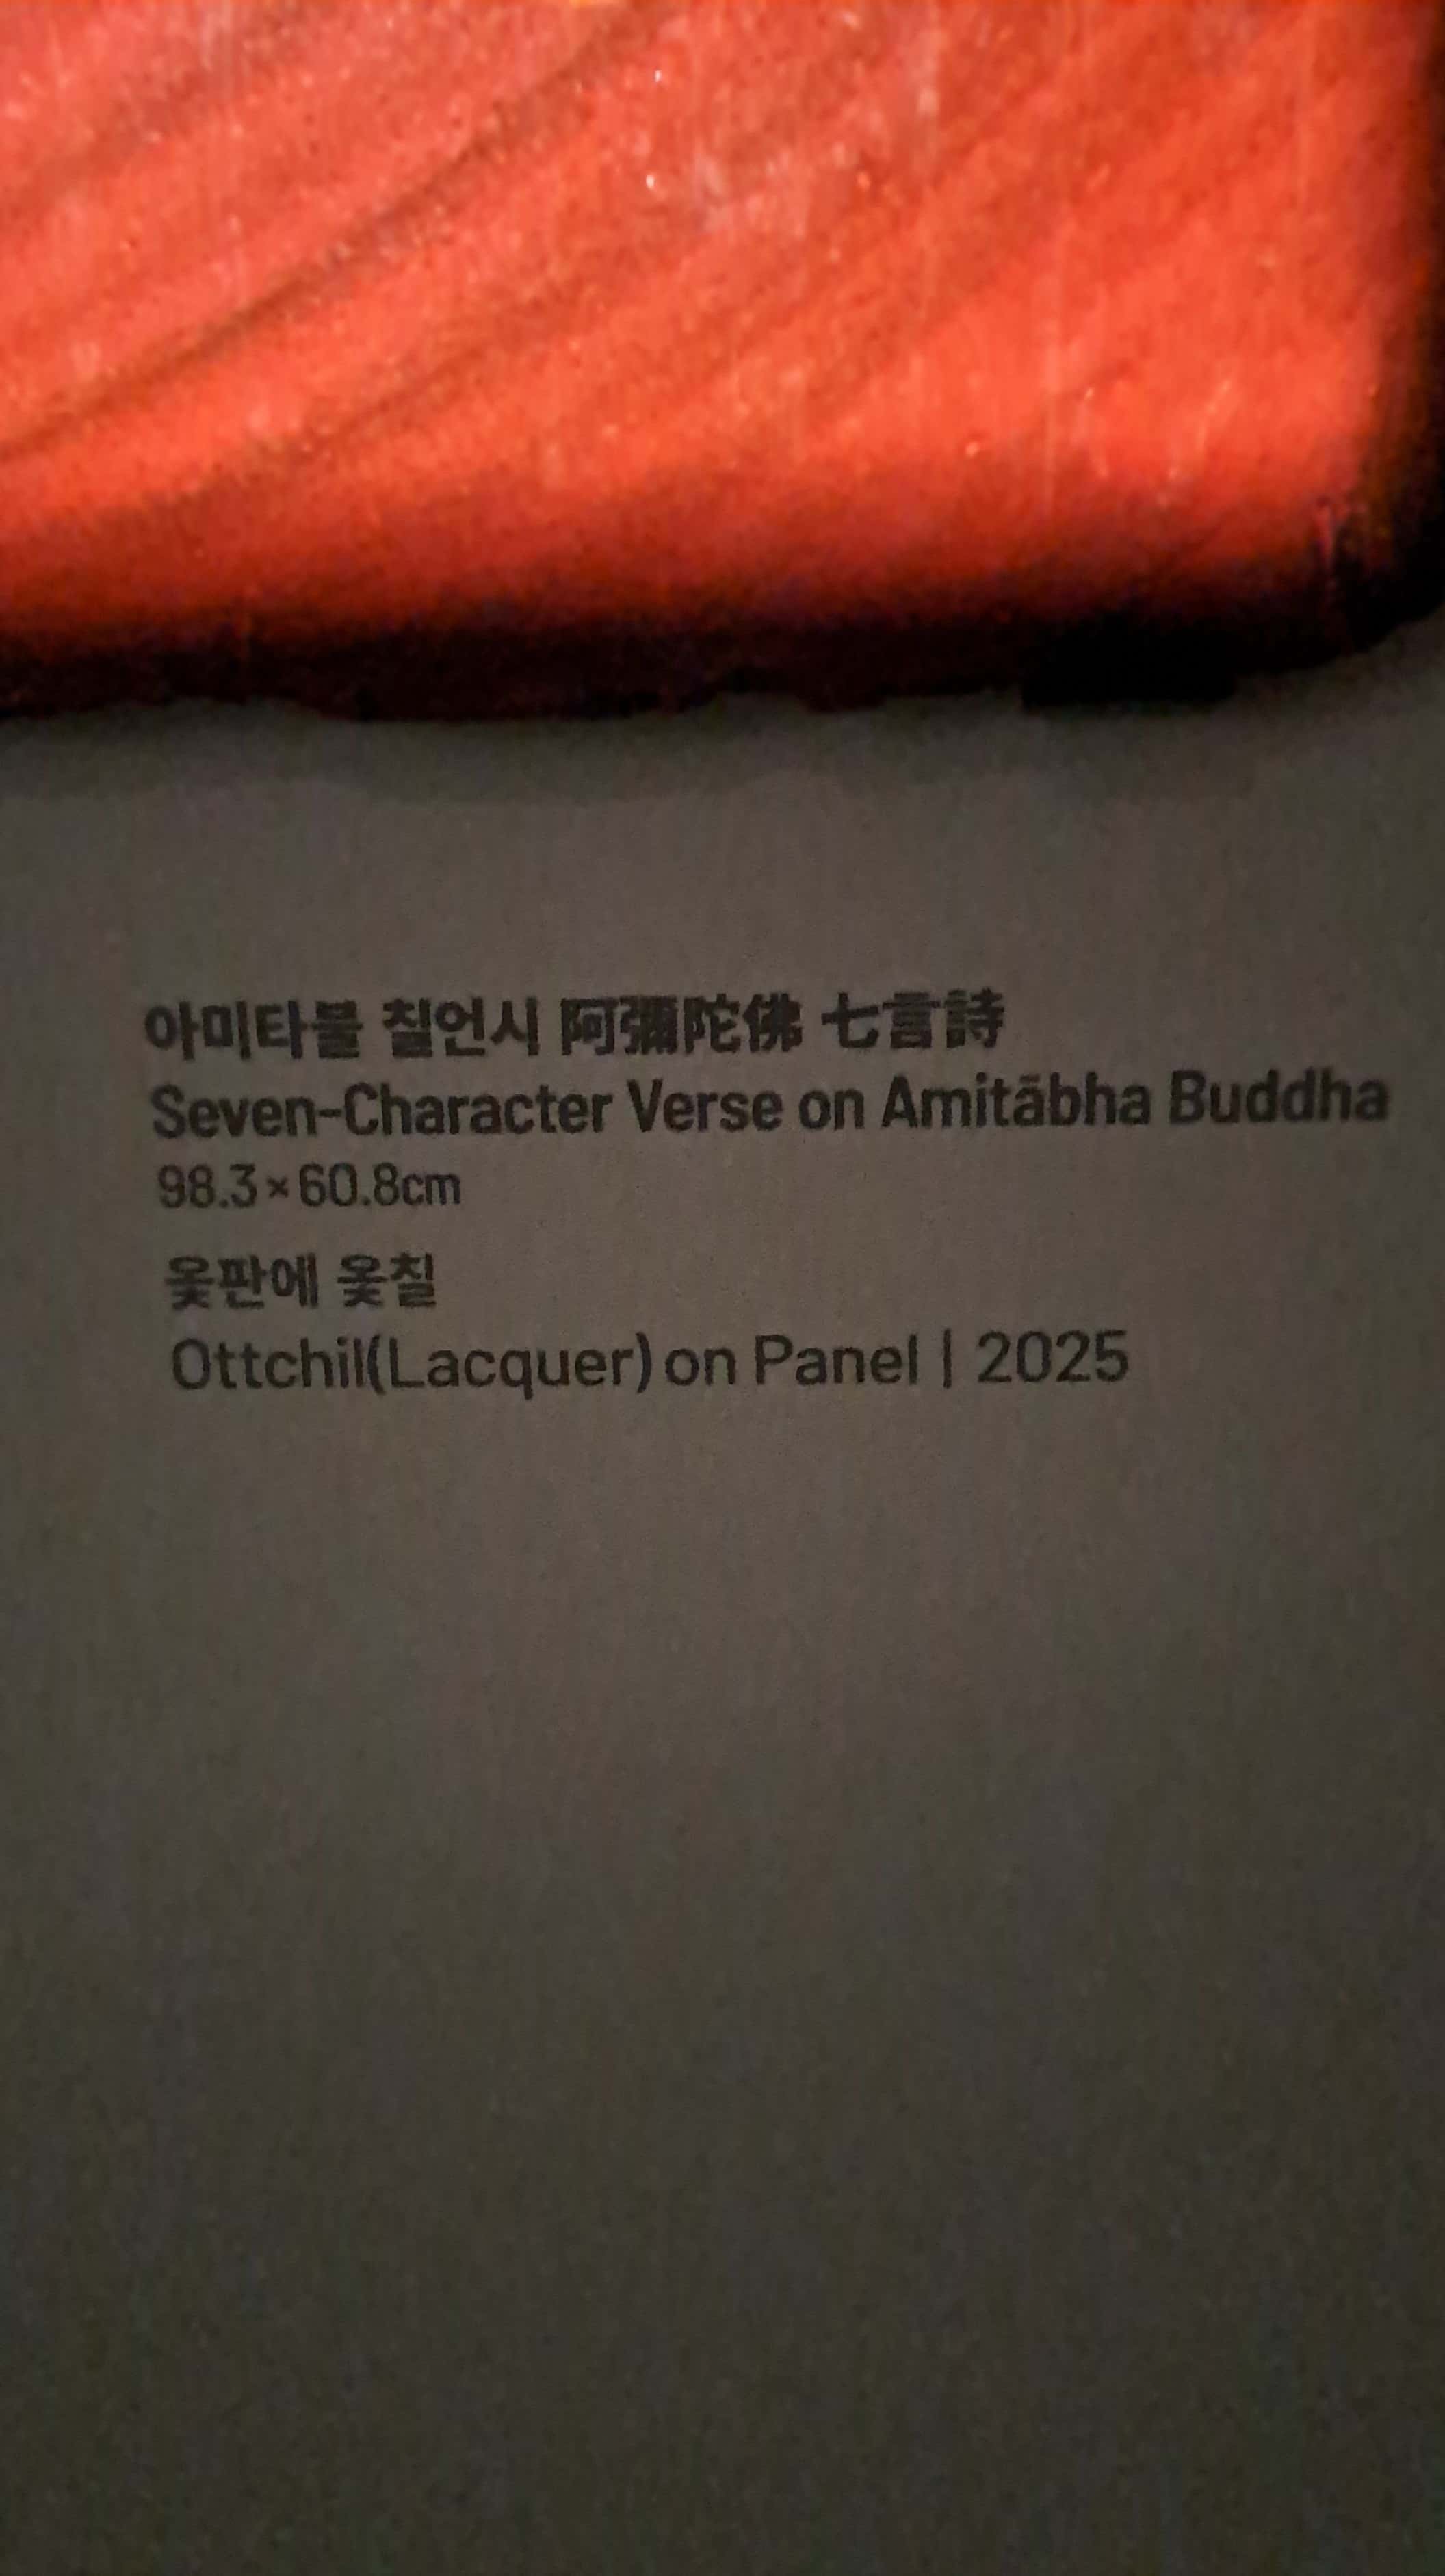 아미타불 칠언시 阿彌陀佛 七言詩
Seven-Character Verse on Amitābha Buddha
98.3×60.8cm
옻판에 옻칠
Ottchil(Lacquer) on Panel | 2025